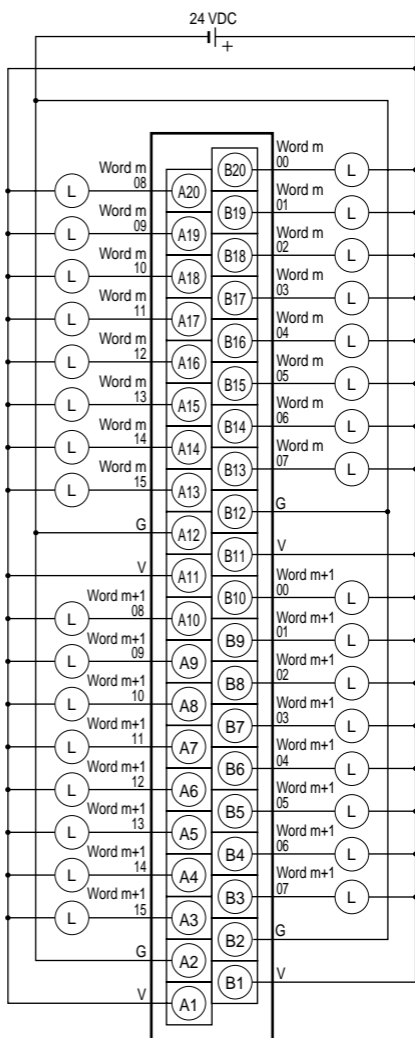 24 VDC
+
Word m
00
L
B20
Word m
08
L
A20
Word m
01
L
B19
Word m
09
L
A19
Word m
02
L
B18
Word m
10
L
A18
Word m
03
L
B17
Word m
11
L
A17
Word m
04
L
B16
Word m
12
L
A16
Word m
05
L
B15
Word m
13
L
A15
Word m
06
L
B14
Word m
14
L
A14
Word m
07
L
B13
Word m
15
L
A13
G
B12
G
A12
V
B11
V
A11
Word m+1
00
L
B10
Word m+1
08
L
A10
Word m+1
01
L
B9
Word m+1
09
L
A9
Word m+1
02
L
B8
Word m+1
10
L
A8
Word m+1
03
L
B7
Word m+1
11
L
A7
Word m+1
04
L
B6
Word m+1
12
L
A6
Word m+1
05
L
B5
Word m+1
13
L
A5
Word m+1
06
L
B4
Word m+1
14
L
A4
Word m+1
07
L
B3
Word m+1
15
L
A3
G
B2
G
A2
V
B1
V
A1